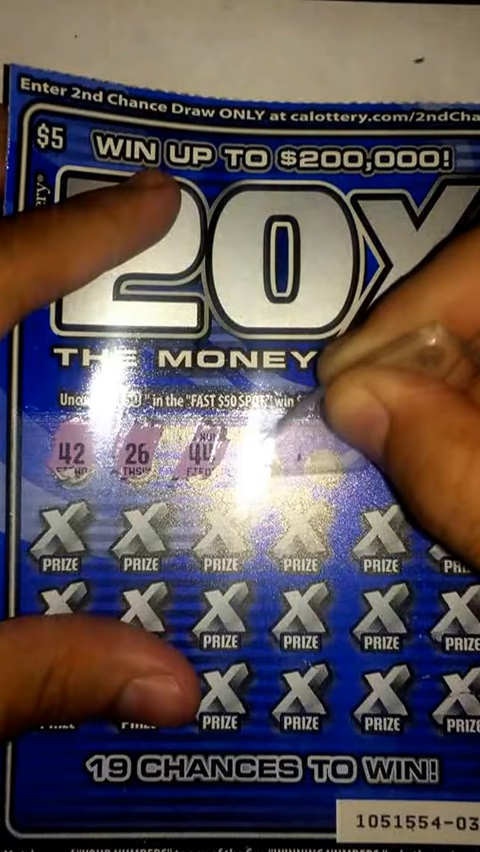 Enter 2nd Chance Draw ONLY at calottery.com/2ndCha
$5 WIN UP TO $200,000!
20X
THE MONEY
in the "FAST $50 SPOT", win
42 26 44
X X X X X
PRIZE PRIZE PRIZE PRIZE PRIZE
X X X X X X
PRIZE PRIZE PRIZE PRIZE
X X X X
PRIZE PRIZE PRIZE PRIZE
19 CHANCES TO WIN!
1051554-03